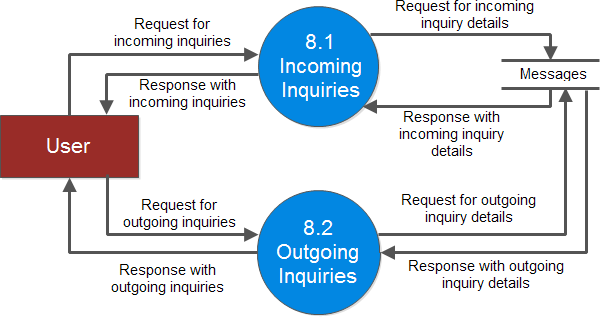 Request for
incoming inquiries
8.1
Incoming
Inquiries
Request for incoming
inquiry details
Response with
incoming inquiries
Messages
Response with
incoming inquiry
details
User
Request for
outgoing inquiries
8.2
Outgoing
Inquiries
Request for outgoing
inquiry details
Response with
outgoing inquiries
Response with outgoing
inquiry details